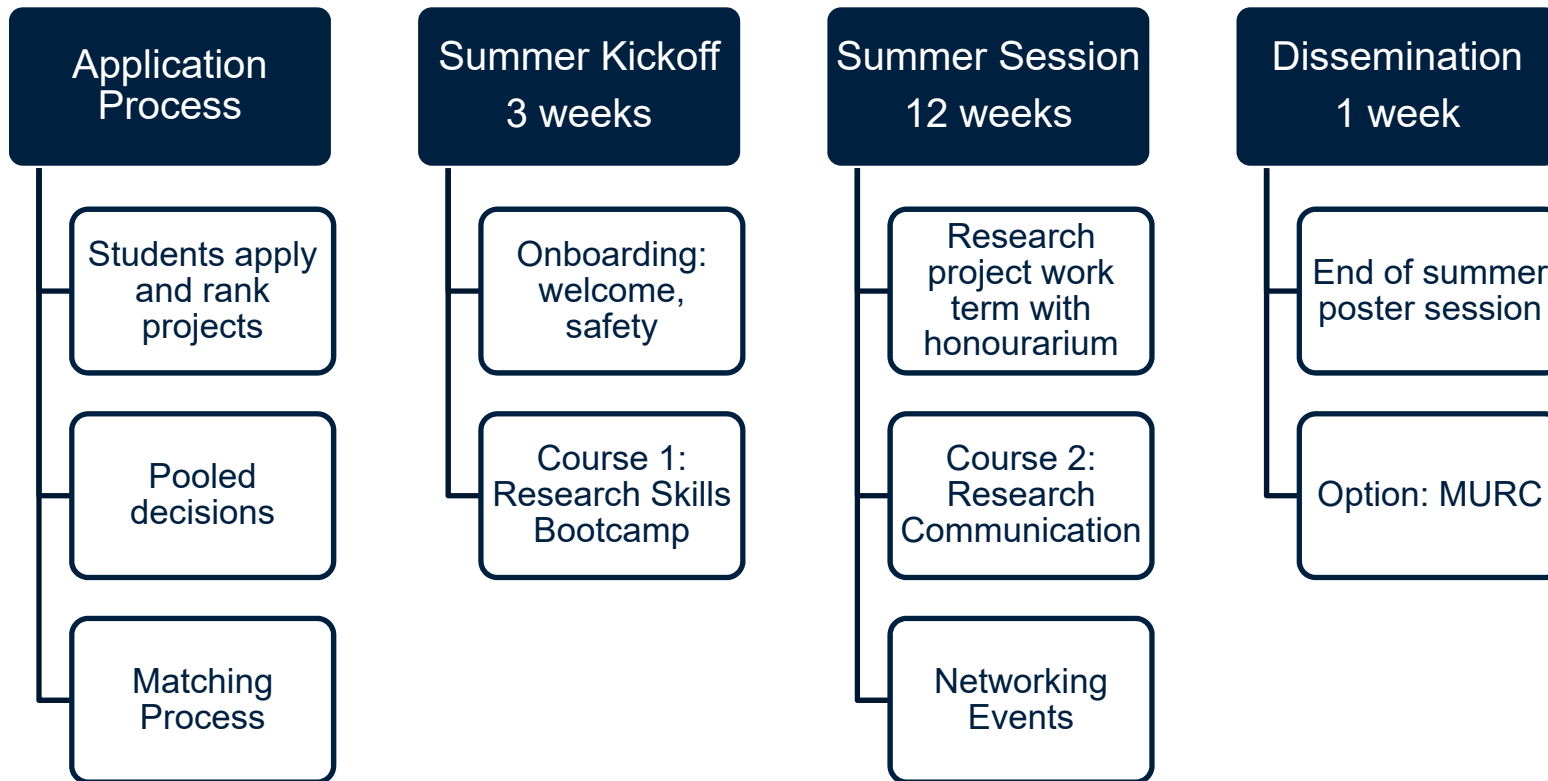 Application
Process
Students apply
and rank
projects
Pooled
decisions
Matching
Process
Summer Kickoff
3 weeks
Onboarding:
welcome,
safety
Course 1:
Research Skills
Bootcamp
Summer Session
12 weeks
Research
project work
term with
honourarium
Course 2:
Research
Communication
Networking
Events
Dissemination
1 week
End of summer
poster session
Option: MURC